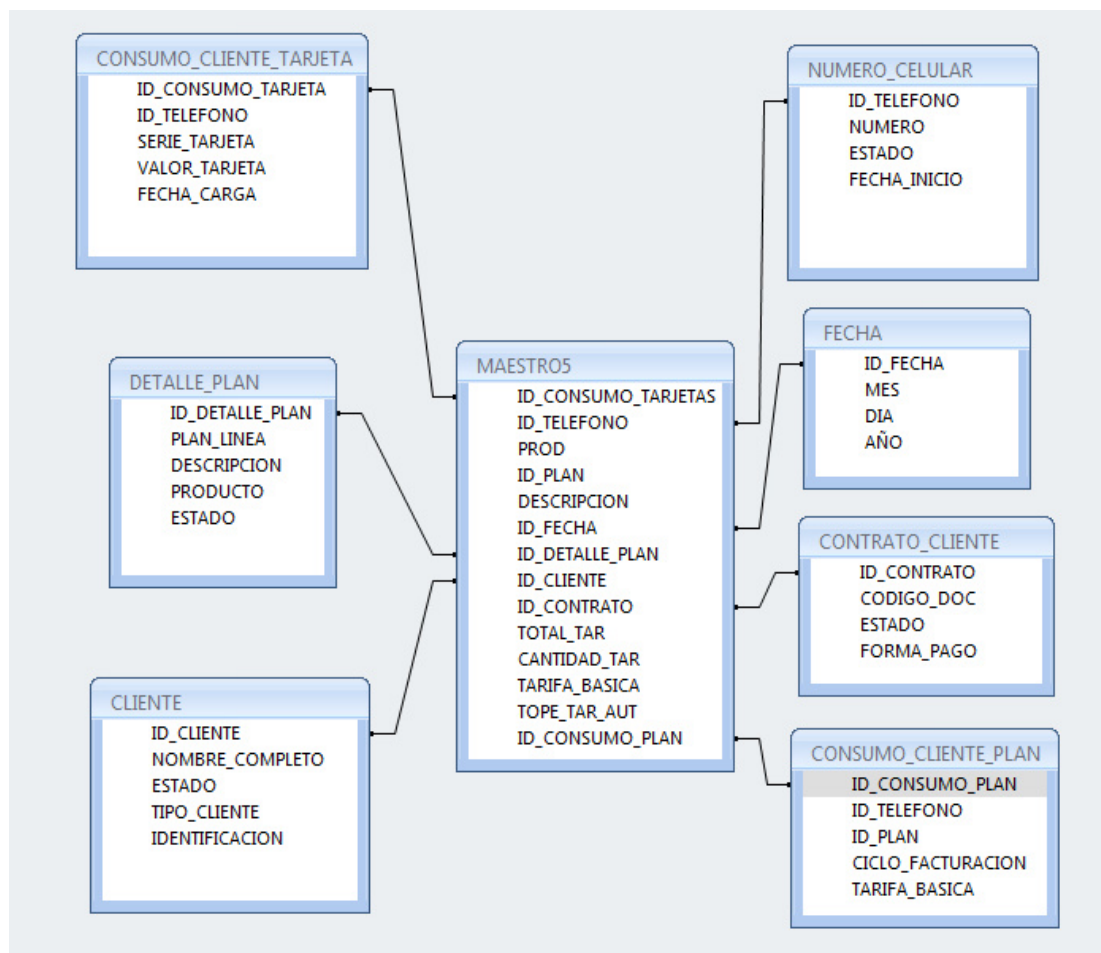 CONSUMO_CLIENTE_TARJETA
ID_CONSUMO_TARJETA
ID_TELEFONO
SERIE_TARJETA
VALOR_TARJETA
FECHA_CARGA
NUMERO_CELULAR
ID_TELEFONO
NUMERO
ESTADO
FECHA_INICIO
DETALLE_PLAN
ID_DETALLE_PLAN
PLAN_LINEA
DESCRIPCION
PRODUCTO
ESTADO
MAESTRO5
ID_CONSUMO_TARJETAS
ID_TELEFONO
PROD
ID_PLAN
DESCRIPCION
ID_FECHA
ID_DETALLE_PLAN
ID_CLIENTE
ID_CONTRATO
TOTAL_TAR
CANTIDAD_TAR
TARIFA_BASICA
TOPE_TAR_AUT
ID_CONSUMO_PLAN
FECHA
ID_FECHA
MES
DIA
AÑO
CONTRATO_CLIENTE
ID_CONTRATO
CODIGO_DOC
ESTADO
FORMA_PAGO
CLIENTE
ID_CLIENTE
NOMBRE_COMPLETO
ESTADO
TIPO_CLIENTE
IDENTIFICACION
CONSUMO_CLIENTE_PLAN
ID_CONSUMO_PLAN
ID_TELEFONO
ID_PLAN
CICLO_FACTURACION
TARIFA_BASICA